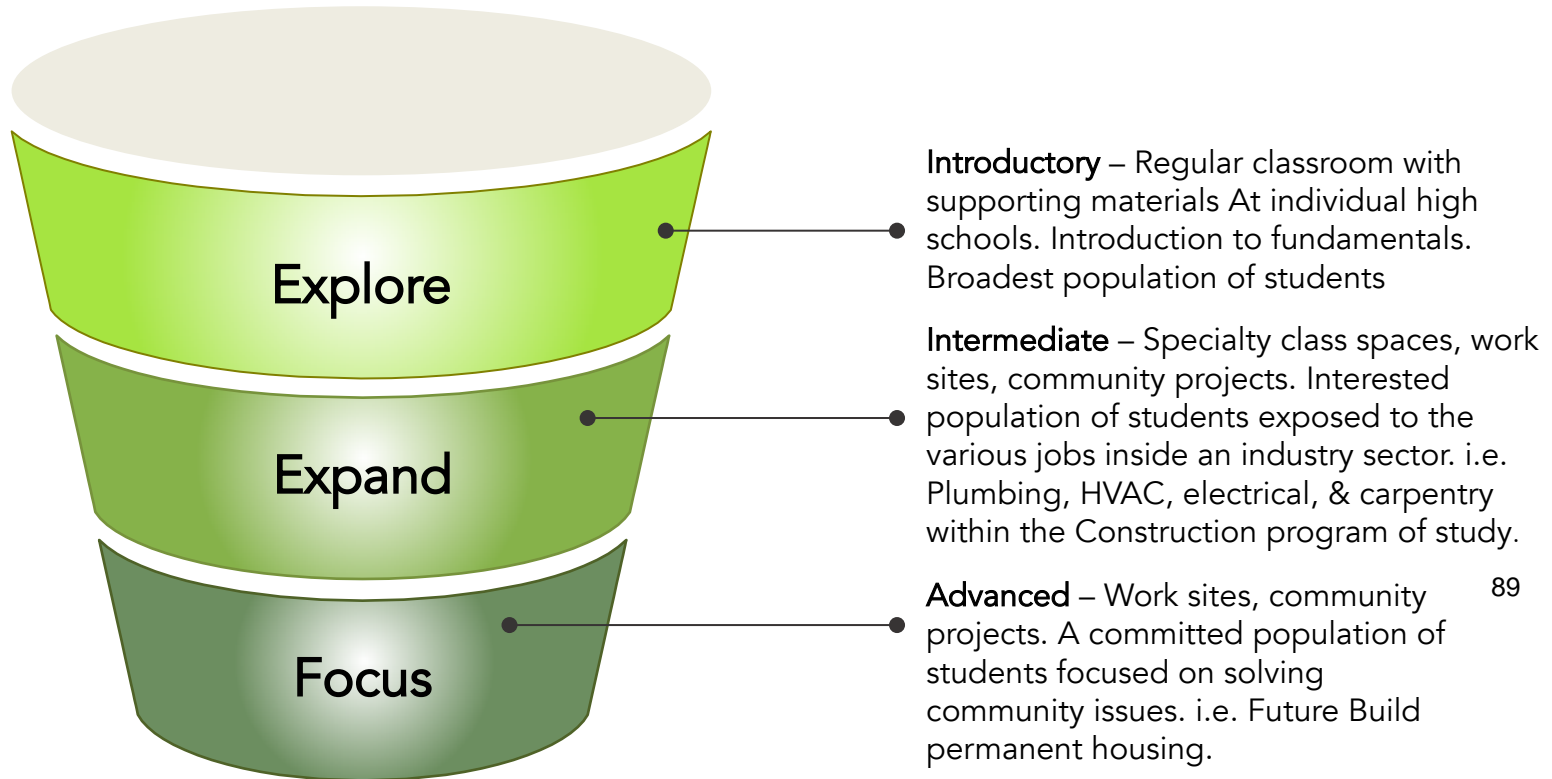 Explore
Introductory – Regular classroom with
supporting materials At individual high
schools. Introduction to fundamentals.
Broadest population of students
Expand
Intermediate – Specialty class spaces, work
sites, community projects. Interested
population of students exposed to the
various jobs inside an industry sector. i.e.
Plumbing, HVAC, electrical, & carpentry
within the Construction program of study.
Focus
Advanced – Work sites, community
projects. A committed population of
students focused on solving
community issues. i.e. Future Build
permanent housing.
89